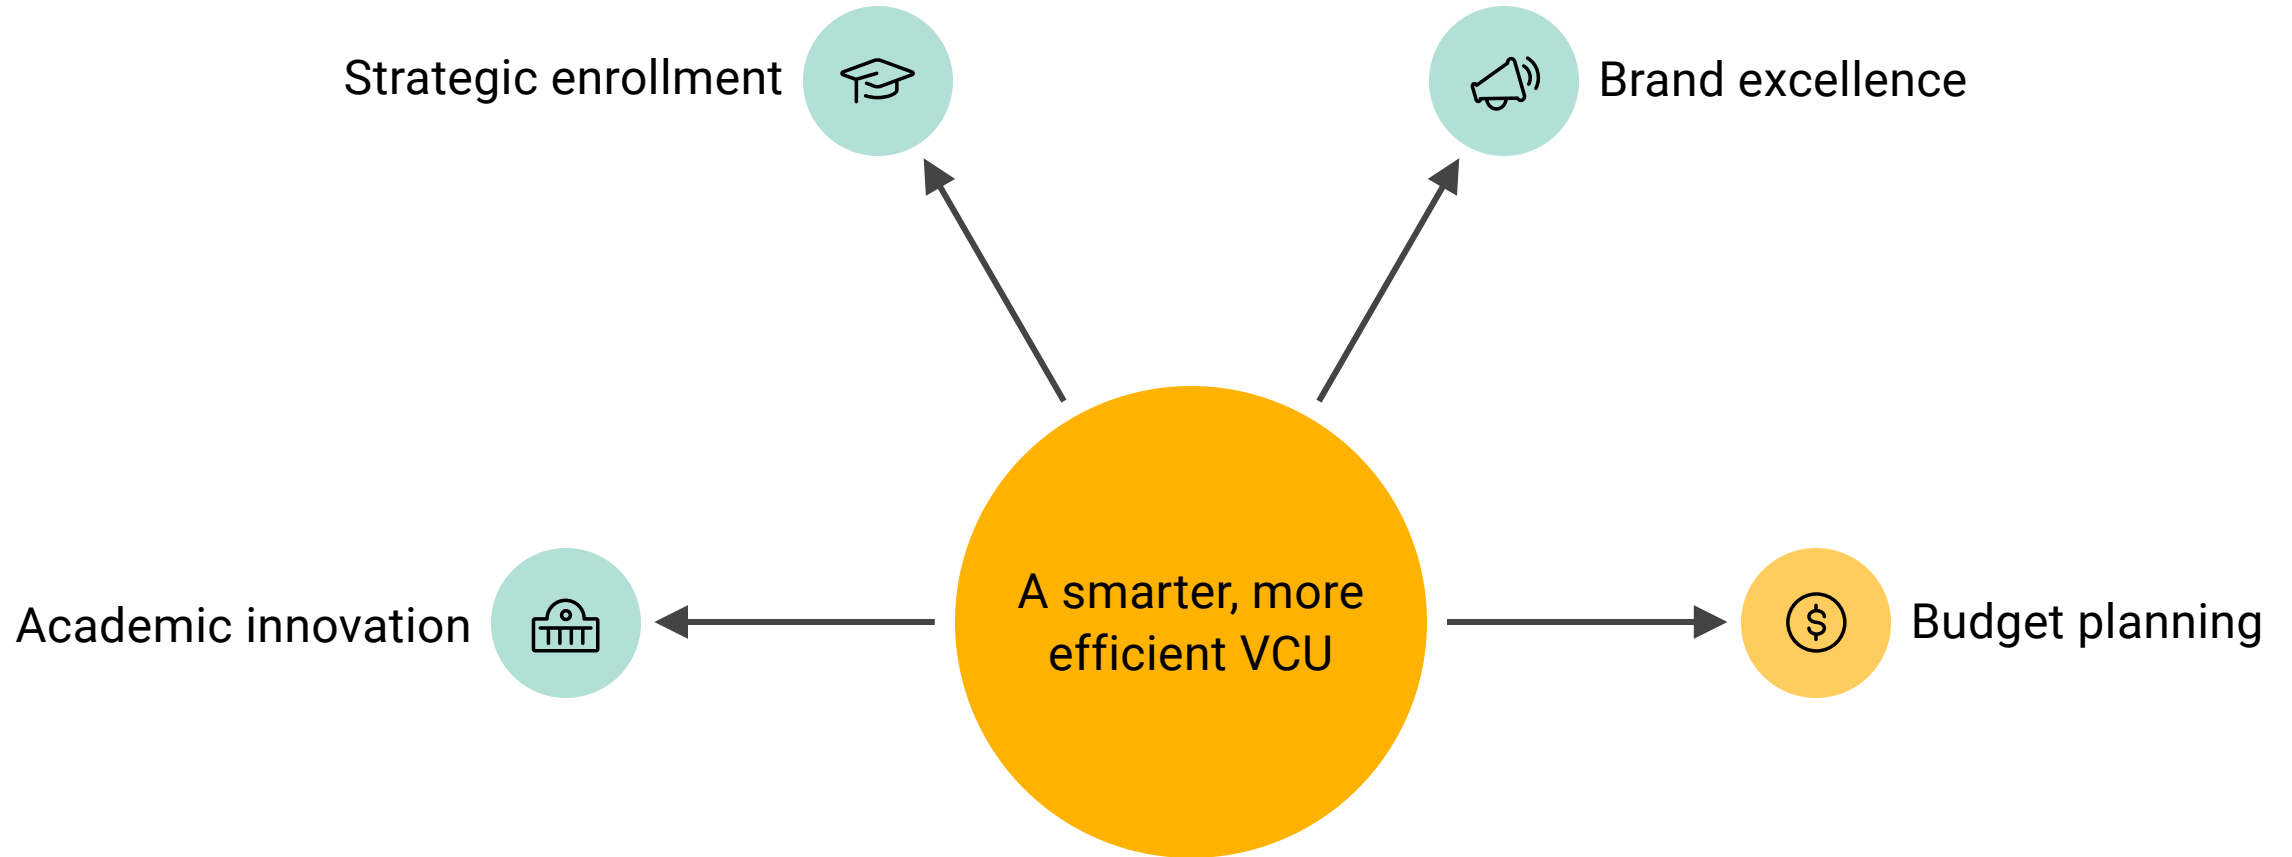 Strategic enrollment
Brand excellence
Academic innovation
A smarter, more
efficient VCU
Budget planning